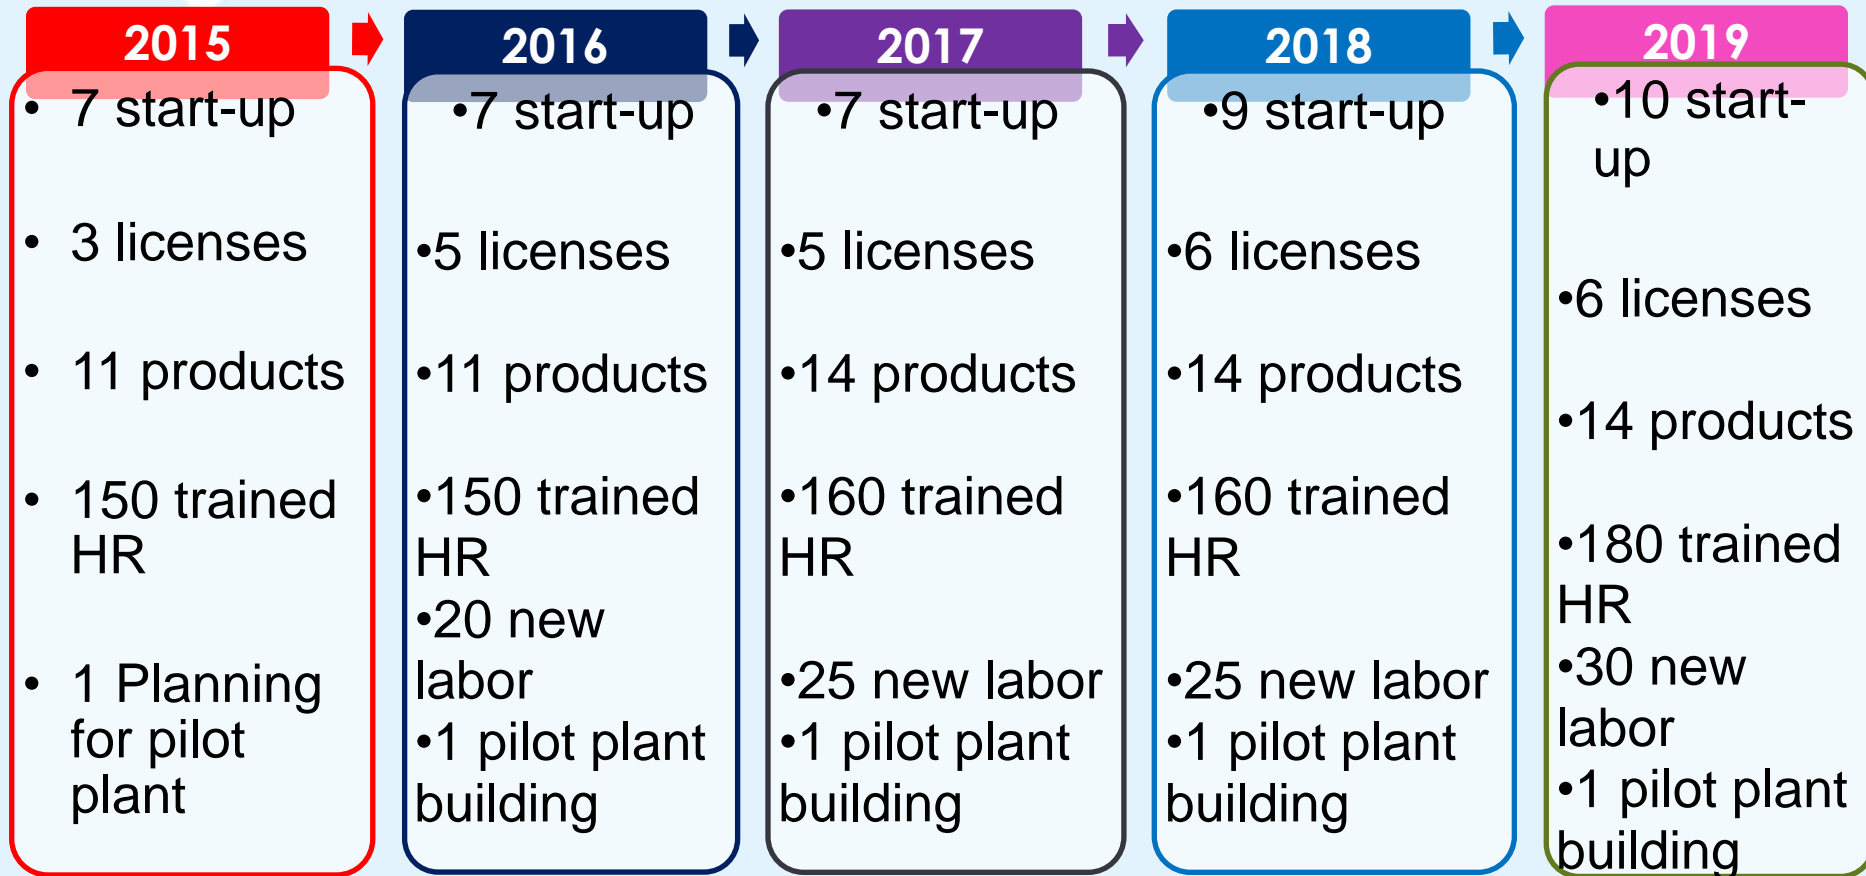 2015
• 7 start-up
• 3 licenses
• 11 products
• 150 trained
HR
• 1 Planning
for pilot
plant
2016
•7 start-up
•5 licenses
•11 products
•150 trained
HR
•20 new
labor
•1 pilot plant
building
2017
•7 start-up
•5 licenses
•14 products
•160 trained
HR
•25 new labor
•1 pilot plant
building
2018
•9 start-up
•6 licenses
•14 products
•160 trained
HR
•25 new labor
•1 pilot plant
building
2019
•10 start-
up
•6 licenses
•14 products
•180 trained
HR
•30 new
labor
•1 pilot plant
building